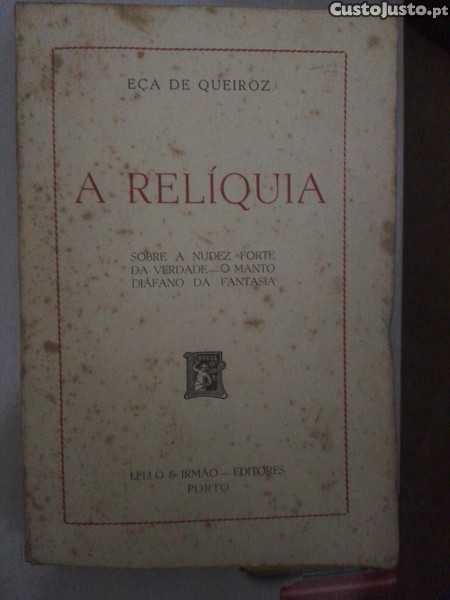 CustoJusto.pt
EÇA DE QUEIROZ
A RELÍQUIA
SOBRE A NUDEZ FORTE
DA VERDADE—O MANTO
DIÁFANO DA FANTASIA
LELLO & IRMÃO—EDITORES
PORTO